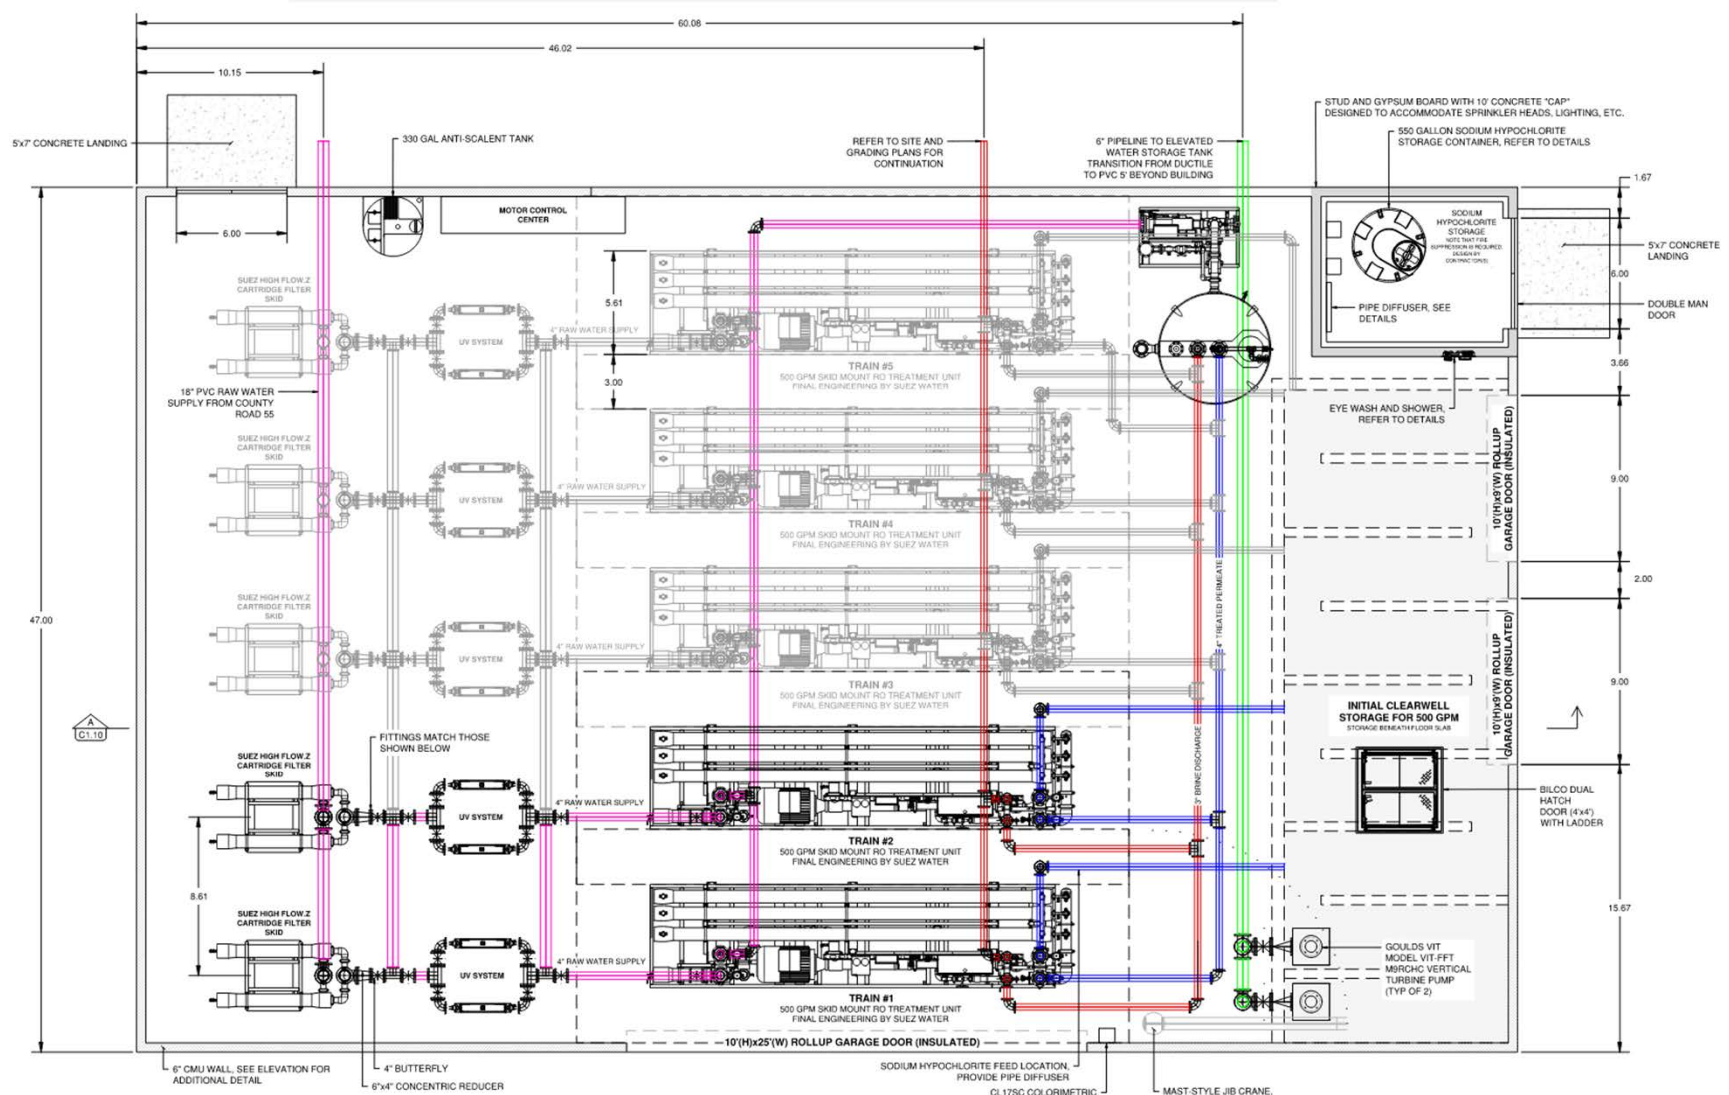 60.08
46.02
10.15
5'x7' CONCRETE LANDING
330 GAL ANTI-SCALENT TANK
REFER TO SITE AND
GRADING PLANS FOR
CONTINUATION
6" PIPELINE TO ELEVATED
WATER STORAGE TANK
TRANSITION FROM DUCTILE
TO PVC 5' BEYOND BUILDING
STUD AND GYPSUM BOARD WITH 10' CONCRETE "CAP"
DESIGNED TO ACCOMMODATE SPRINKLER HEADS, LIGHTING, ETC.
550 GALLON SODIUM HYPOCHLORITE
STORAGE CONTAINER, REFER TO DETAILS
1.67
6.00
MOTOR CONTROL
CENTER
SODIUM
HYPOCHLORITE
STORAGE
NOTE THAT FIRE
SUPPRESSION IS REQUIRED.
DESIGN BY
CONTRACTOR(S)
5'x7' CONCRETE
LANDING
6.00
DOUBLE MAN
DOOR
PIPE DIFFUSER, SEE
DETAILS
SUEZ HIGH FLOW.Z
CARTRIDGE FILTER
SKID
5.61
4" RAW WATER SUPPLY
UV SYSTEM
3.00
TRAIN #5
500 GPM SKID MOUNT RO TREATMENT UNIT
FINAL ENGINEERING BY SUEZ WATER
3.66
18" PVC RAW WATER
SUPPLY FROM COUNTY
ROAD 55
EYE WASH AND SHOWER,
REFER TO DETAILS
10'(H)x9'(W) ROLLUP
GARAGE DOOR (INSULATED)
9.00
SUEZ HIGH FLOW.Z
CARTRIDGE FILTER
SKID
UV SYSTEM
4" RAW WATER SUPPLY
TRAIN #4
500 GPM SKID MOUNT RO TREATMENT UNIT
FINAL ENGINEERING BY SUEZ WATER
2.00
4" TREATED PERMEATE
47.00
SUEZ HIGH FLOW.Z
CARTRIDGE FILTER
SKID
UV SYSTEM
4" RAW WATER SUPPLY
TRAIN #3
500 GPM SKID MOUNT RO TREATMENT UNIT
FINAL ENGINEERING BY SUEZ WATER
10'(H)x9'(W) ROLLUP
GARAGE DOOR (INSULATED)
9.00
INITIAL CLEARWELL
STORAGE FOR 500 GPM
STORAGE BENEATH FLOOR SLAB
A
C1.10
FITTINGS MATCH THOSE
SHOWN BELOW
3" BRINE DISCHARGE
SUEZ HIGH FLOW.Z
CARTRIDGE FILTER
SKID
UV SYSTEM
4" RAW WATER SUPPLY
TRAIN #2
500 GPM SKID MOUNT RO TREATMENT UNIT
FINAL ENGINEERING BY SUEZ WATER
BILCO DUAL
HATCH
DOOR (4'x4')
WITH LADDER
8.61
15.67
SUEZ HIGH FLOW.Z
CARTRIDGE FILTER
SKID
UV SYSTEM
4" RAW WATER SUPPLY
TRAIN #1
500 GPM SKID MOUNT RO TREATMENT UNIT
FINAL ENGINEERING BY SUEZ WATER
GOULDS VIT
MODEL VIT-FFT
M9RCHC VERTICAL
TURBINE PUMP
(TYP OF 2)
10'(H)x25'(W) ROLLUP GARAGE DOOR (INSULATED)
6" CMU WALL, SEE ELEVATION FOR
ADDITIONAL DETAIL
4" BUTTERFLY
6"x4" CONCENTRIC REDUCER
SODIUM HYPOCHLORITE FEED LOCATION,
PROVIDE PIPE DIFFUSER
CL17SC COLORIMETRIC
MAST-STYLE JIB CRANE,